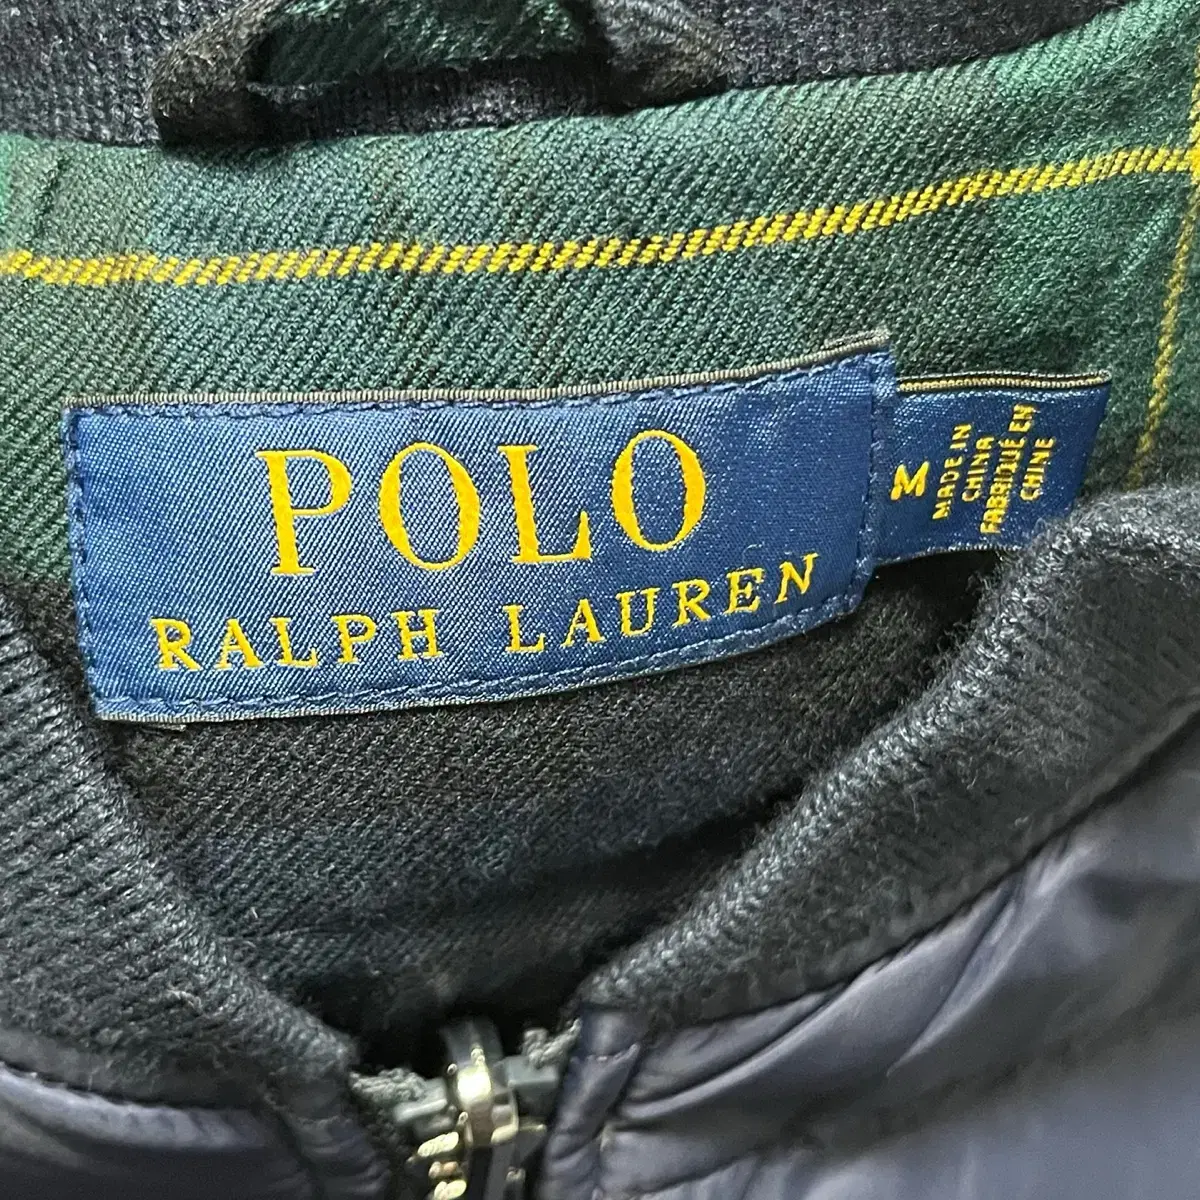 POLO
RALPH LAUREN
M
MADE IN
CHINA
FABRIQUÉ EN
CHINE